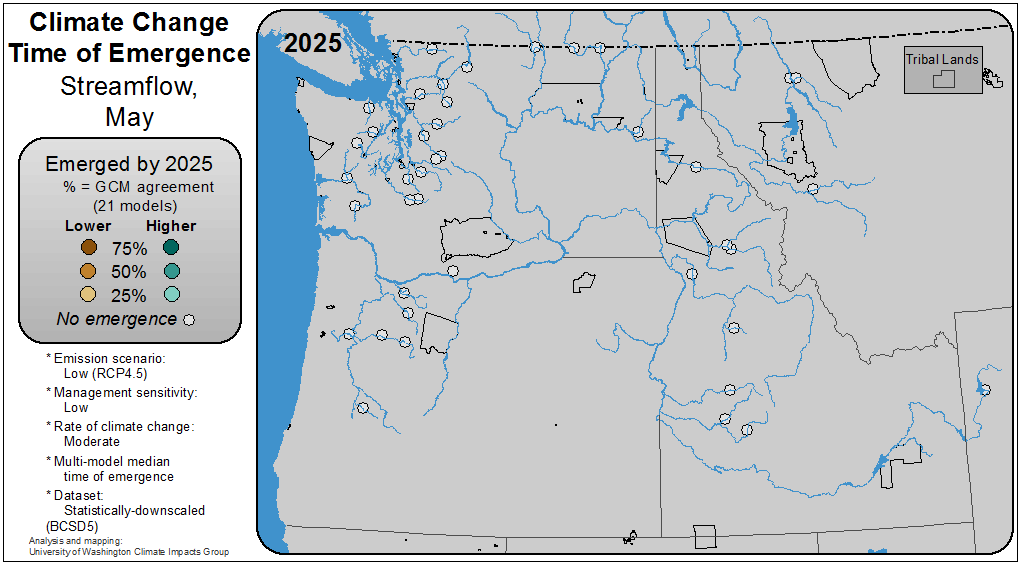 Climate Change
Time of Emergence
Streamflow,
May
Emerged by 2025
% = GCM agreement
(21 models)
Lower Higher
75%
50%
25%
No emergence
* Emission scenario:
Low (RCP4.5)
* Management sensitivity:
Low
* Rate of climate change:
Moderate
* Multi-model median
time of emergence
* Dataset:
Statistically-downscaled
(BCSD5)
Analysis and mapping:
University of Washington Climate Impacts Group
2025
Tribal Lands